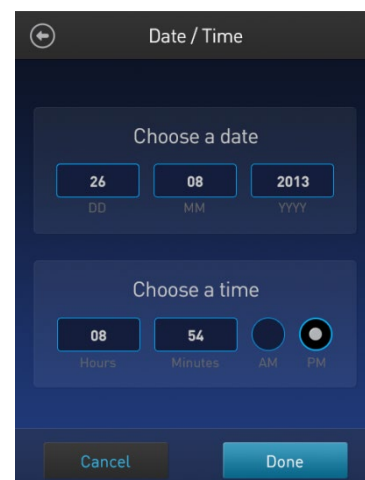 Date / Time
Choose a date
26 08 2013
DD MM YYYY
Choose a time
08 54
Hours Minutes AM PM
Cancel Done